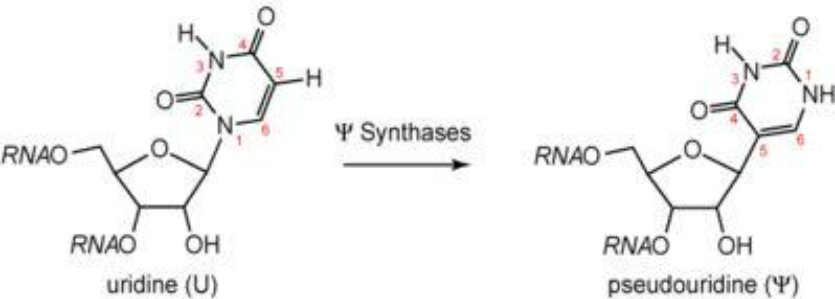 H
O
N
3
4
5
H
O
2
N
1
6
RNAO
O
RNAO
OH
uridine (U)
Ψ Synthases
O
H
N
3
2
1
NH
O
4
5
6
RNAO
O
RNAO
OH
pseudouridine (Ψ)